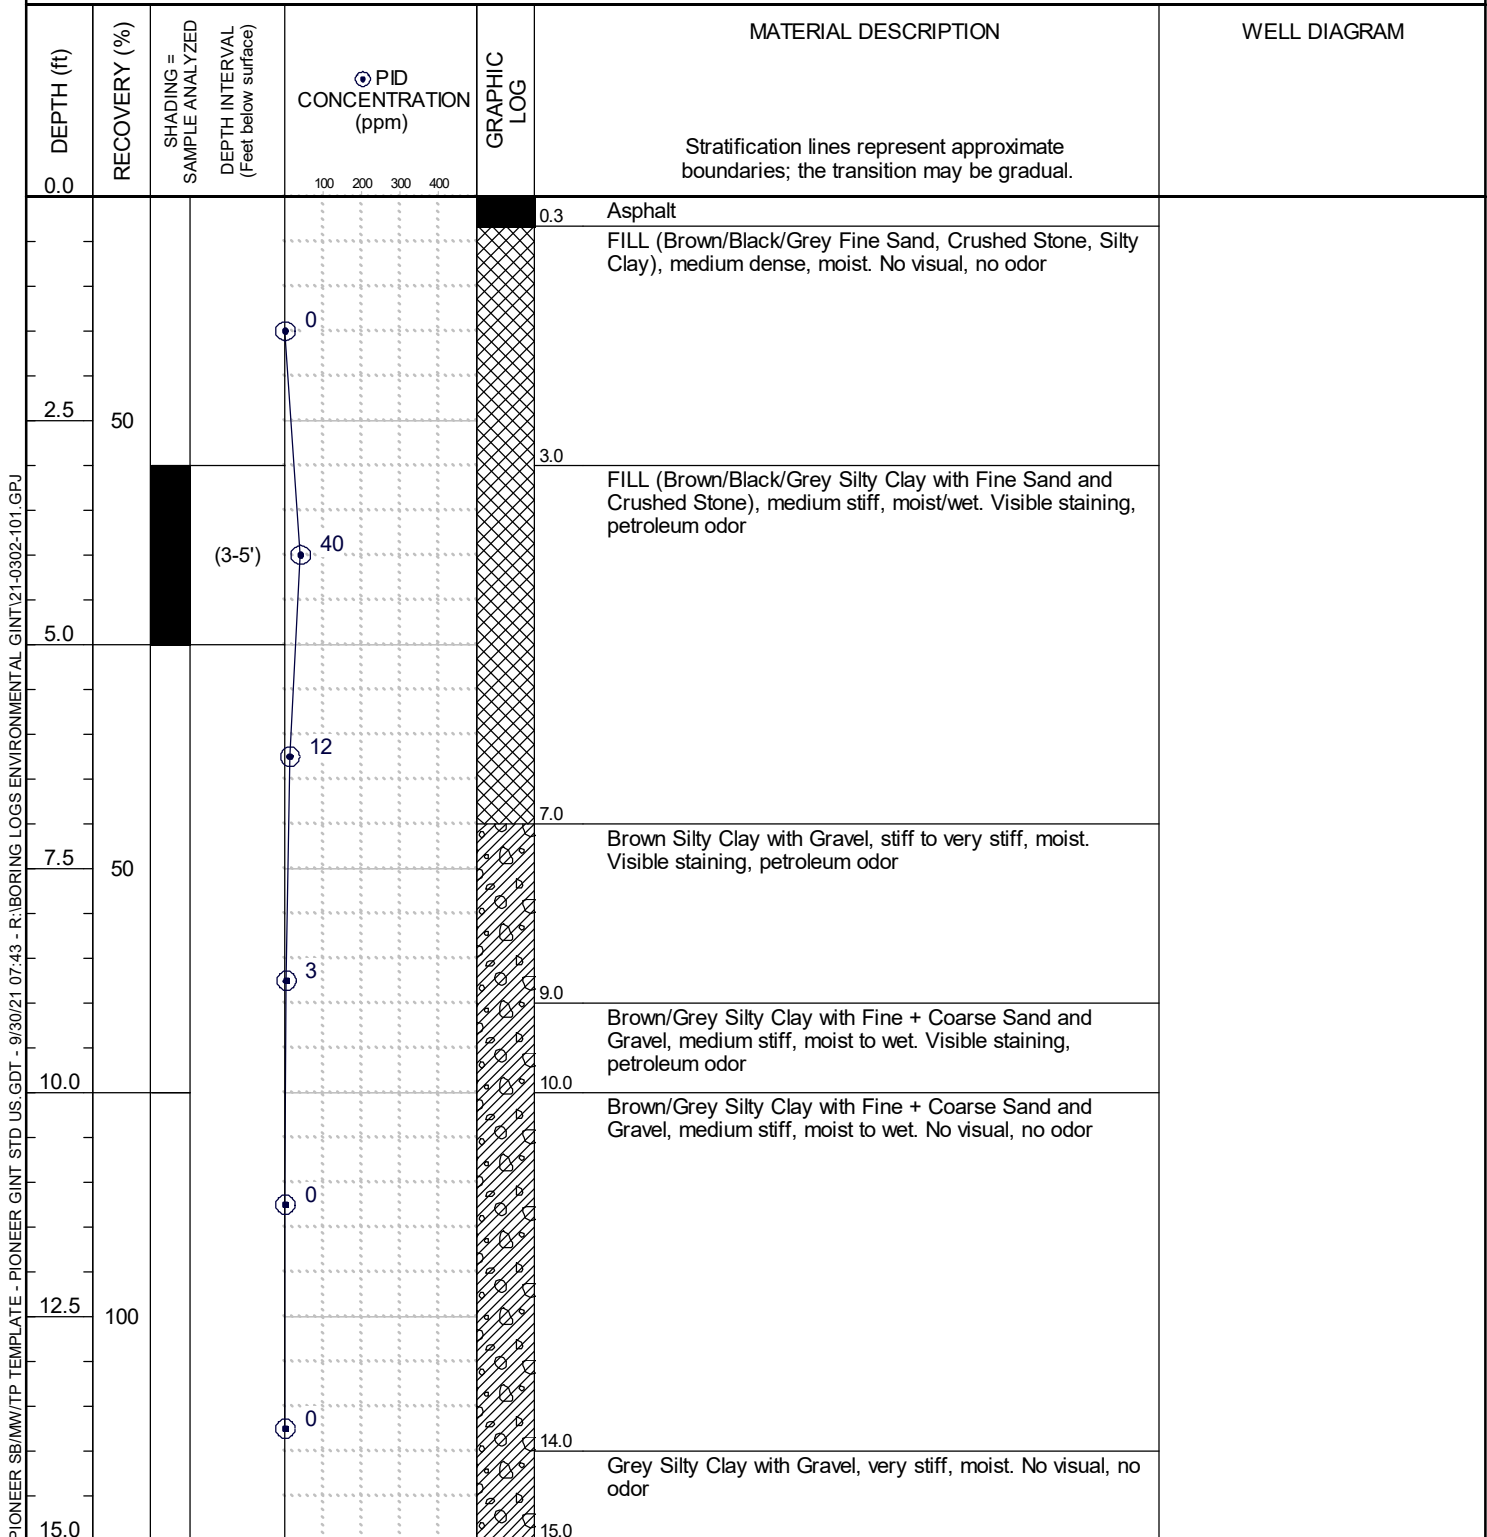 DEPTH (ft)
0.0
RECOVERY (%)
SHADING =
SAMPLE ANALYZED
DEPTH INTERVAL
(Feet below surface)
PID
CONCENTRATION
(ppm)
100 200 300 400
GRAPHIC
LOG
MATERIAL DESCRIPTION
Stratification lines represent approximate
boundaries; the transition may be gradual.
WELL DIAGRAM
0.3 Asphalt
FILL (Brown/Black/Grey Fine Sand, Crushed Stone, Silty
Clay), medium dense, moist. No visual, no odor
0
2.5 50
3.0
FILL (Brown/Black/Grey Silty Clay with Fine Sand and
Crushed Stone), medium stiff, moist/wet. Visible staining,
petroleum odor
(3-5') 40
5.0
12
7.0
Brown Silty Clay with Gravel, stiff to very stiff, moist.
Visible staining, petroleum odor
7.5 50
3
9.0
Brown/Grey Silty Clay with Fine + Coarse Sand and
Gravel, medium stiff, moist to wet. Visible staining,
petroleum odor
10.0 10.0
Brown/Grey Silty Clay with Fine + Coarse Sand and
Gravel, medium stiff, moist to wet. No visual, no odor
0
12.5 100
0
14.0
Grey Silty Clay with Gravel, very stiff, moist. No visual, no
odor
15.0 15.0
PIONEER SB/MW/TP TEMPLATE - PIONEER GINT STD US.GDT - 9/30/21 07:43 - R:\BORING LOGS ENVIRONMENTAL GINT\21-0302-101.GPJ